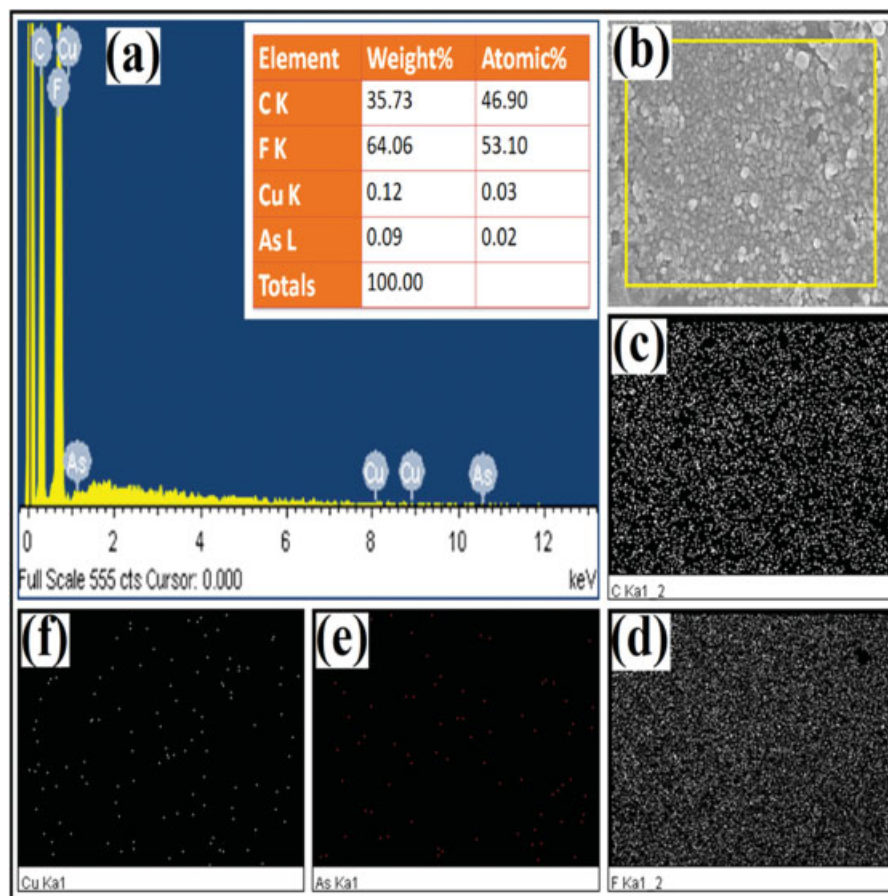 (a)
C Cu
F
As Cu Cu As
Element Weight% Atomic%
C K 35.73 46.90
F K 64.06 53.10
Cu K 0.12 0.03
As L 0.09 0.02
Totals 100.00
0 2 4 6 8 10 12
Full Scale 555 cts Cursor: 0.000 keV
(b)
(c)
C Ka1_2
(f)
Cu Ka1
(e)
As Ka1
(d)
F Ka1_2